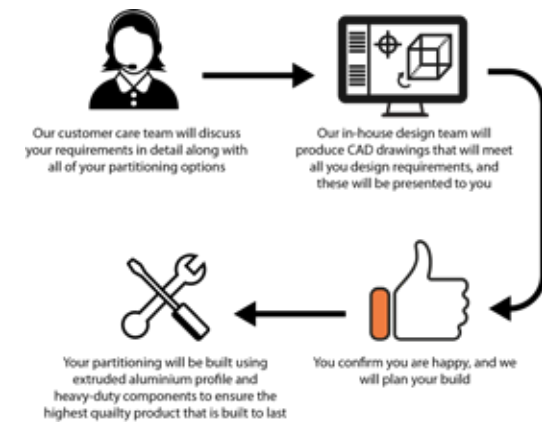 Our customer care team will discuss
your requirements in detail along with
all of your partitioning options
Our in-house design team will
produce CAD drawings that will meet
all you design requirements, and
these will be presented to you
You confirm you are happy, and we
will plan your build
Your partitioning will be built using
extruded aluminium profile and
heavy-duty components to ensure the
highest quailty product that is built to last